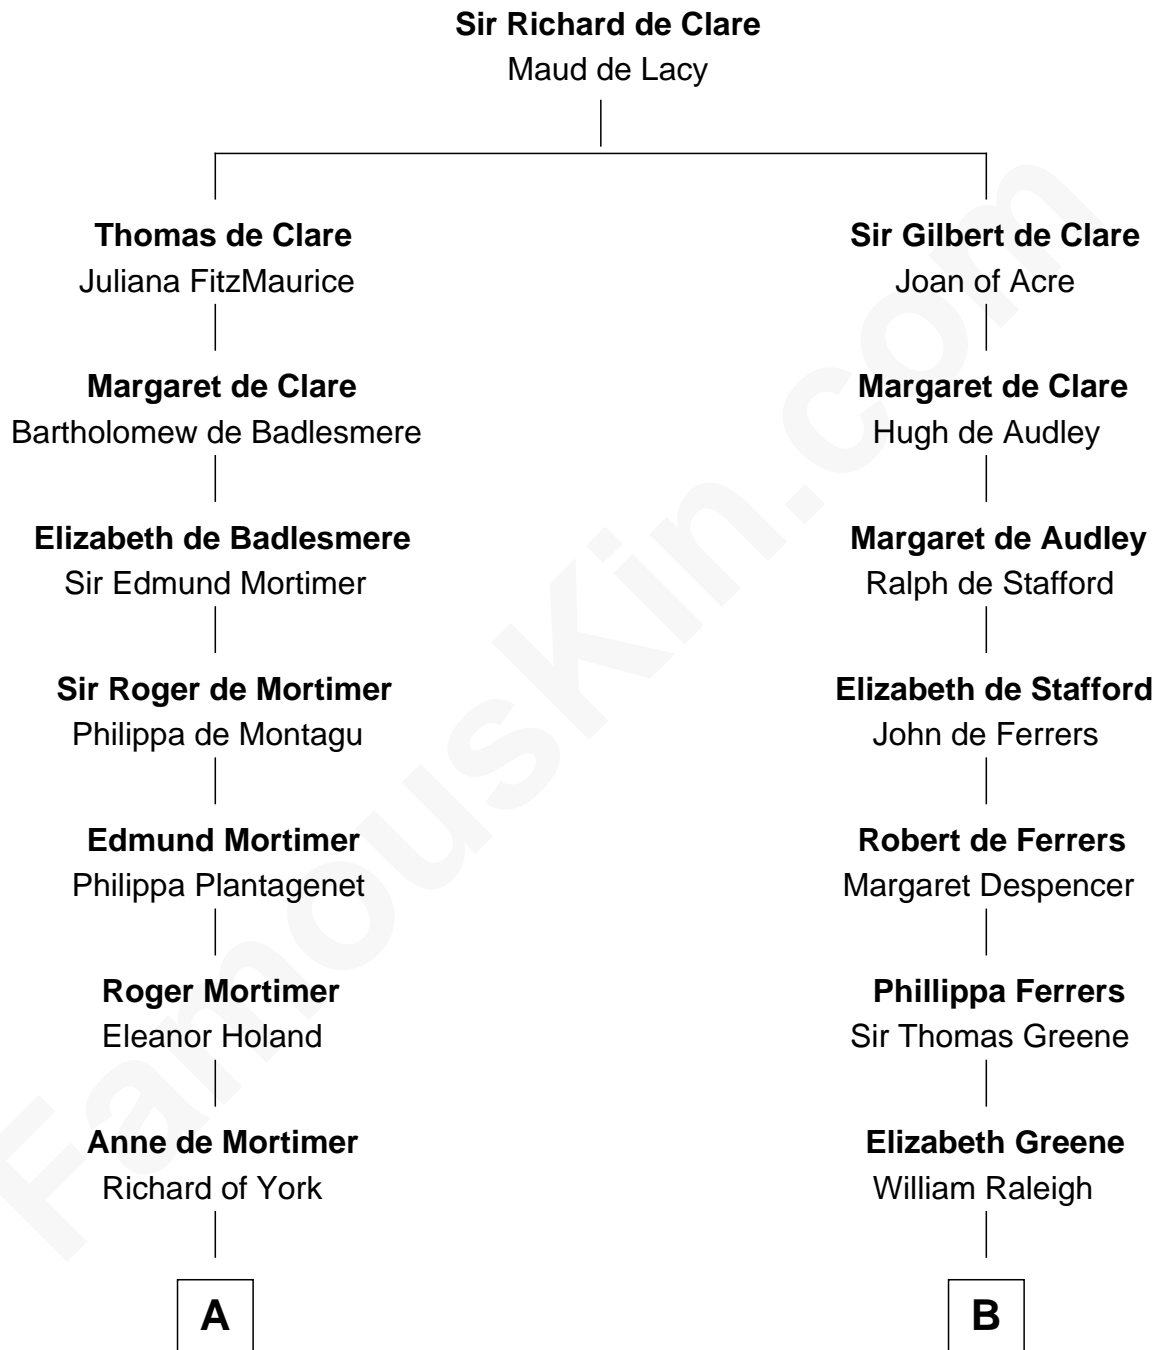 Sir Richard de Clare
Maud de Lacy
Thomas de Clare
Juliana FitzMaurice
Sir Gilbert de Clare
Joan of Acre
Margaret de Clare
Bartholomew de Badlesmere
Margaret de Clare
Hugh de Audley
Elizabeth de Badlesmere
Sir Edmund Mortimer
Margaret de Audley
Ralph de Stafford
Sir Roger de Mortimer
Philippa de Montagu
Elizabeth de Stafford
John de Ferrers
Edmund Mortimer
Philippa Plantagenet
Robert de Ferrers
Margaret Despencer
Roger Mortimer
Eleanor Holand
Phillippa Ferrers
Sir Thomas Greene
Anne de Mortimer
Richard of York
Elizabeth Greene
William Raleigh
A
B
FamousKin.com